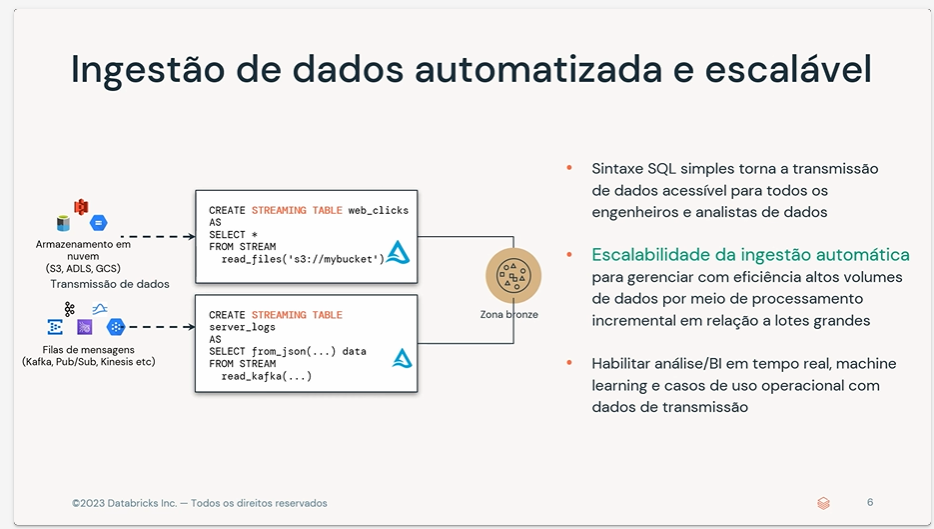 Ingestão de dados automatizada e escalável
CREATE STREAMING TABLE web_clicks
AS
SELECT *
FROM STREAM
read_files('s3://mybucket')
Armazenamento em
nuvem
(S3, ADLS, GCS)
Transmissão de dados
CREATE STREAMING TABLE
server_logs
AS
SELECT from_json(...) data
FROM STREAM
read_kafka(...)
Filas de mensagens
(Kafka, Pub/Sub, Kinesis etc)
Zona bronze
• Sintaxe SQL simples torna a transmissão
de dados acessível para todos os
engenheiros e analistas de dados
• Escalabilidade da ingestão automática
para gerenciar com eficiência altos volumes
de dados por meio de processamento
incremental em relação a lotes grandes
• Habilitar análise/BI em tempo real, machine
learning e casos de uso operacional com
dados de transmissão
©2023 Databricks Inc. — Todos os direitos reservados
6